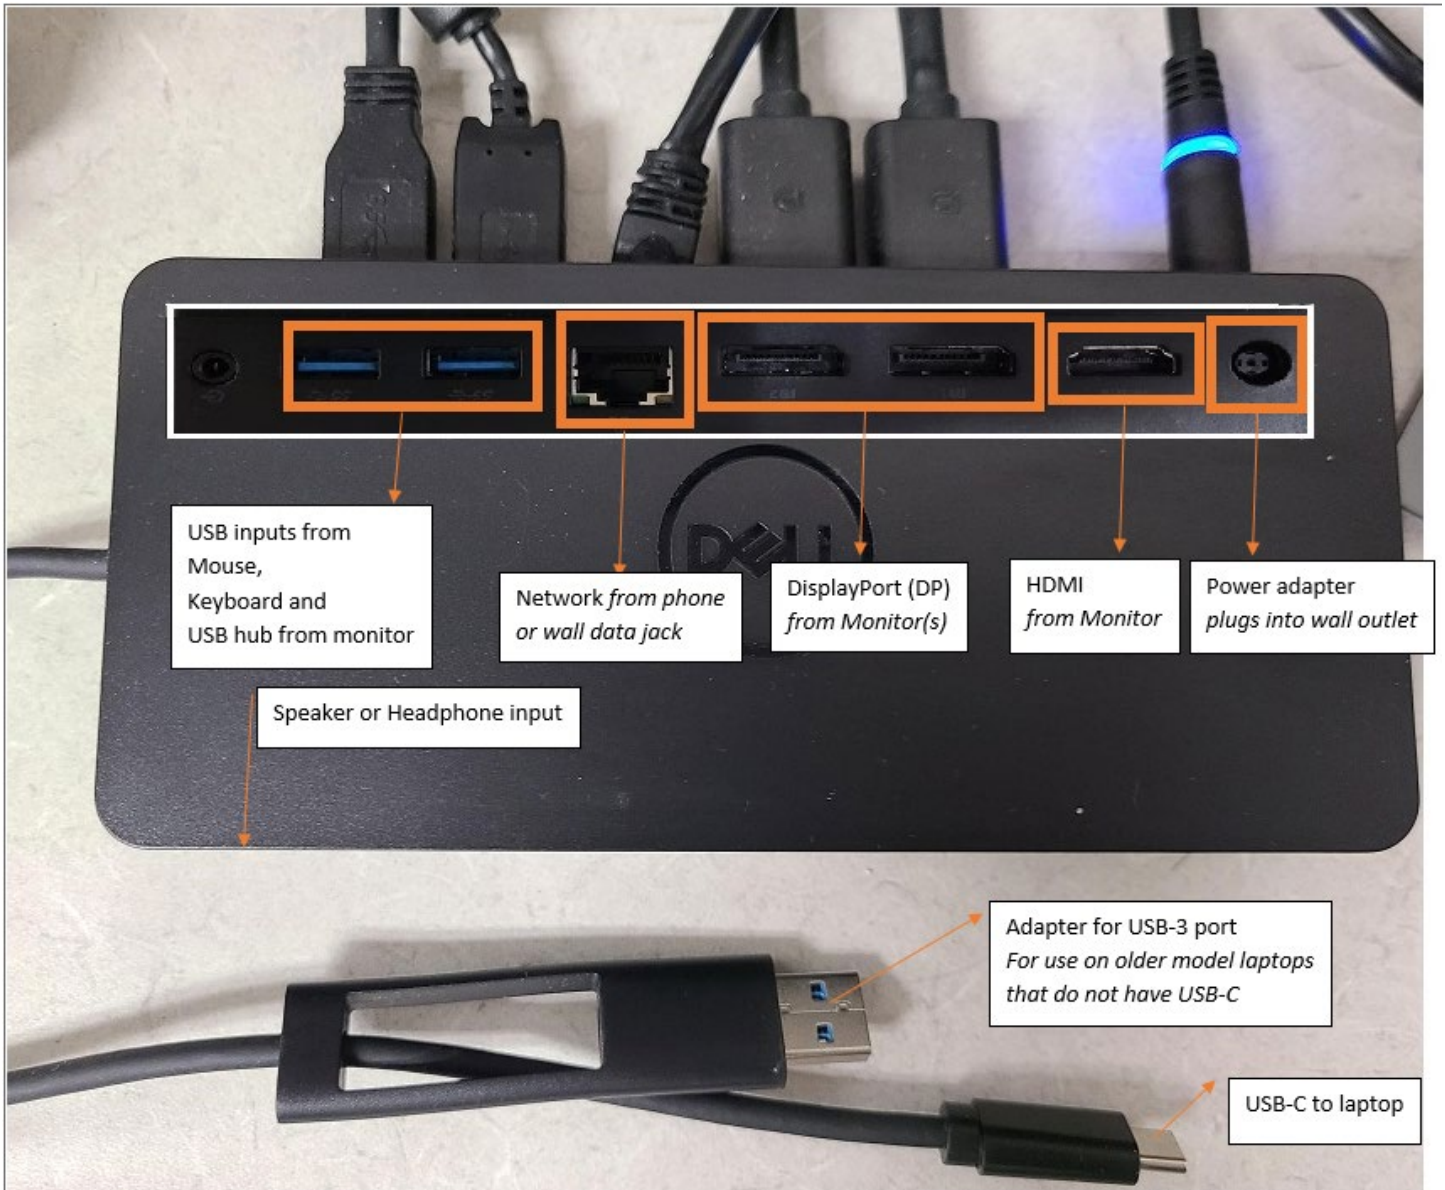 DELL
USB inputs from
Mouse,
Keyboard and
USB hub from monitor
Network from phone
or wall data jack
DisplayPort (DP)
from Monitor(s)
HDMI
from Monitor
Power adapter
plugs into wall outlet
Speaker or Headphone input
Adapter for USB-3 port
For use on older model laptops
that do not have USB-C
USB-C to laptop